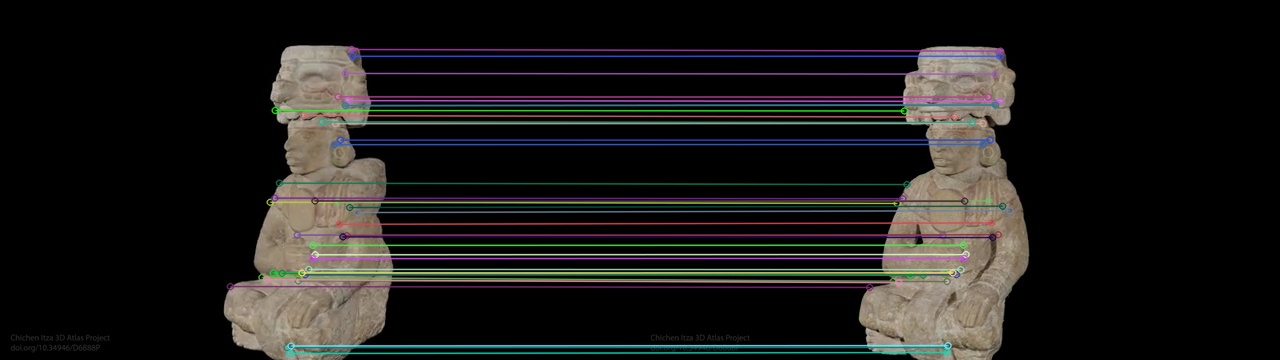 Chichen Itza 3D Atlas Project
doi.org/10.34946/D6888P
Chichen Itza 3D Atlas Project